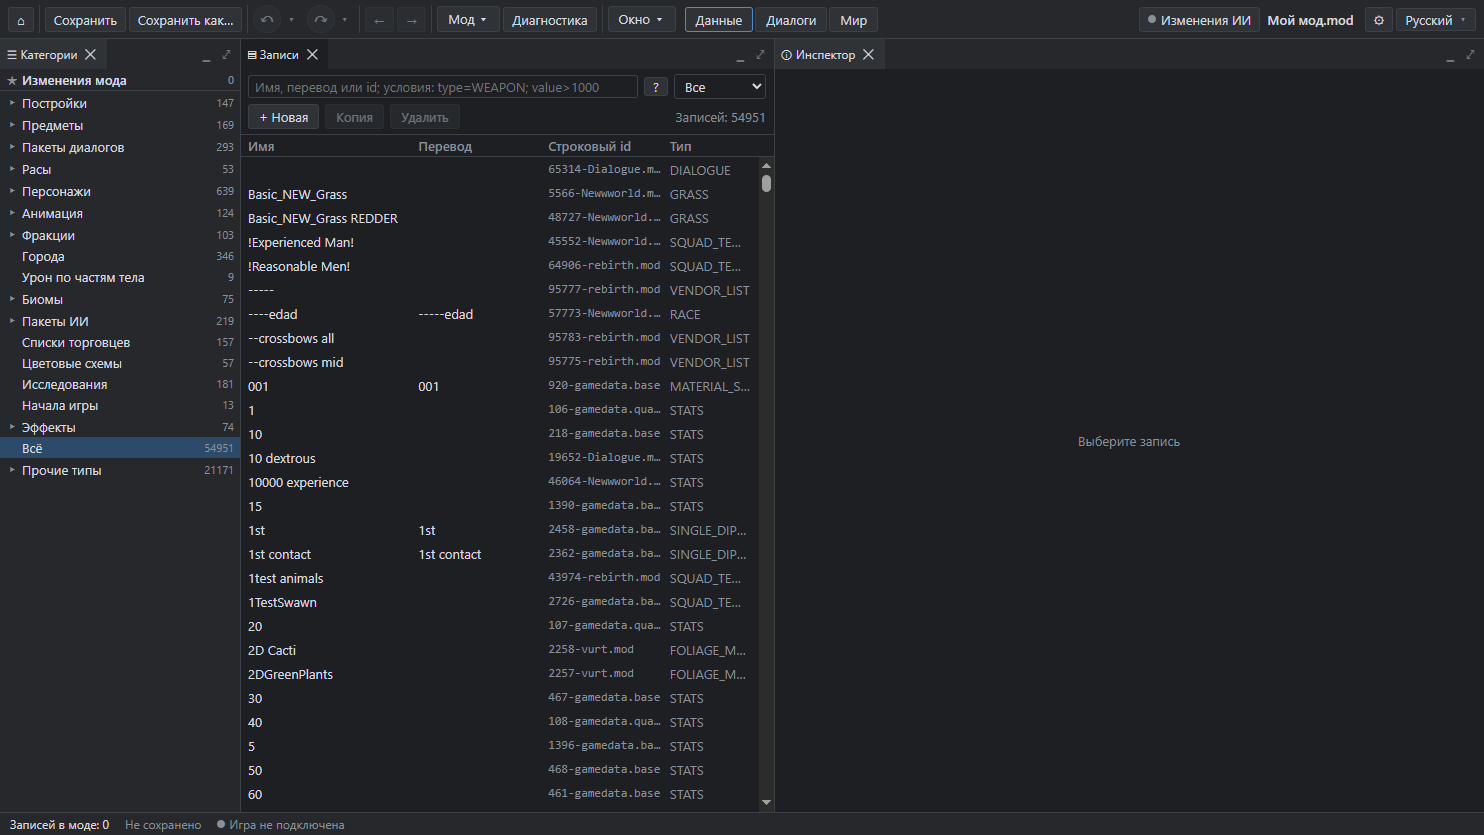 Сохранить Сохранить как... Мод Диагностика Окно Данные Диалоги Мир Изменения ИИ Мой мод.mod Русский
Категории
Записи
Инспектор
Изменения мода 0
Постройки 147
Предметы 169
Пакеты диалогов 293
Расы 53
Персонажи 639
Анимация 124
Фракции 103
Города 346
Урон по частям тела 9
Биомы 75
Пакеты ИИ 219
Списки торговцев 157
Цветовые схемы 57
Исследования 181
Начала игры 13
Эффекты 74
Всё 54951
Прочие типы 21171
Имя, перевод или id; условия: type=WEAPON; value>1000 ? Все
+ Новая Копия Удалить Записей: 54951
Имя Перевод Строковый id Тип
65314-Dialogue.m… DIALOGUE
Basic_NEW_Grass 5566-Newwworld.m… GRASS
Basic_NEW_Grass REDDER 48727-Newwworld.… GRASS
!Experienced Man! 45552-Newwworld.… SQUAD_TE…
!Reasonable Men! 64906-rebirth.mod SQUAD_TE…
----- 95777-rebirth.mod VENDOR_LIST
----edad -----edad 57773-Newwworld.… RACE
--crossbows all 95783-rebirth.mod VENDOR_LIST
--crossbows mid 95775-rebirth.mod VENDOR_LIST
001 001 920-gamedata.base MATERIAL_S…
1 106-gamedata.qua… STATS
10 218-gamedata.base STATS
10 dextrous 19652-Dialogue.m… STATS
10000 experience 46064-Newwworld.… STATS
15 1390-gamedata.ba… STATS
1st 1st 2458-gamedata.ba… SINGLE_DIP…
1st contact 1st contact 2362-gamedata.ba… SINGLE_DIP…
1test animals 43974-rebirth.mod SQUAD_TE…
1TestSwawn 2726-gamedata.ba… SQUAD_TE…
20 107-gamedata.qua… STATS
2D Cacti 2258-vurt.mod FOLIAGE_M…
2DGreenPlants 2257-vurt.mod FOLIAGE_M…
30 467-gamedata.base STATS
40 108-gamedata.qua… STATS
5 1396-gamedata.ba… STATS
50 468-gamedata.base STATS
60 461-gamedata.base STATS
Выберите запись
Записей в моде: 0 Не сохранено Игра не подключена